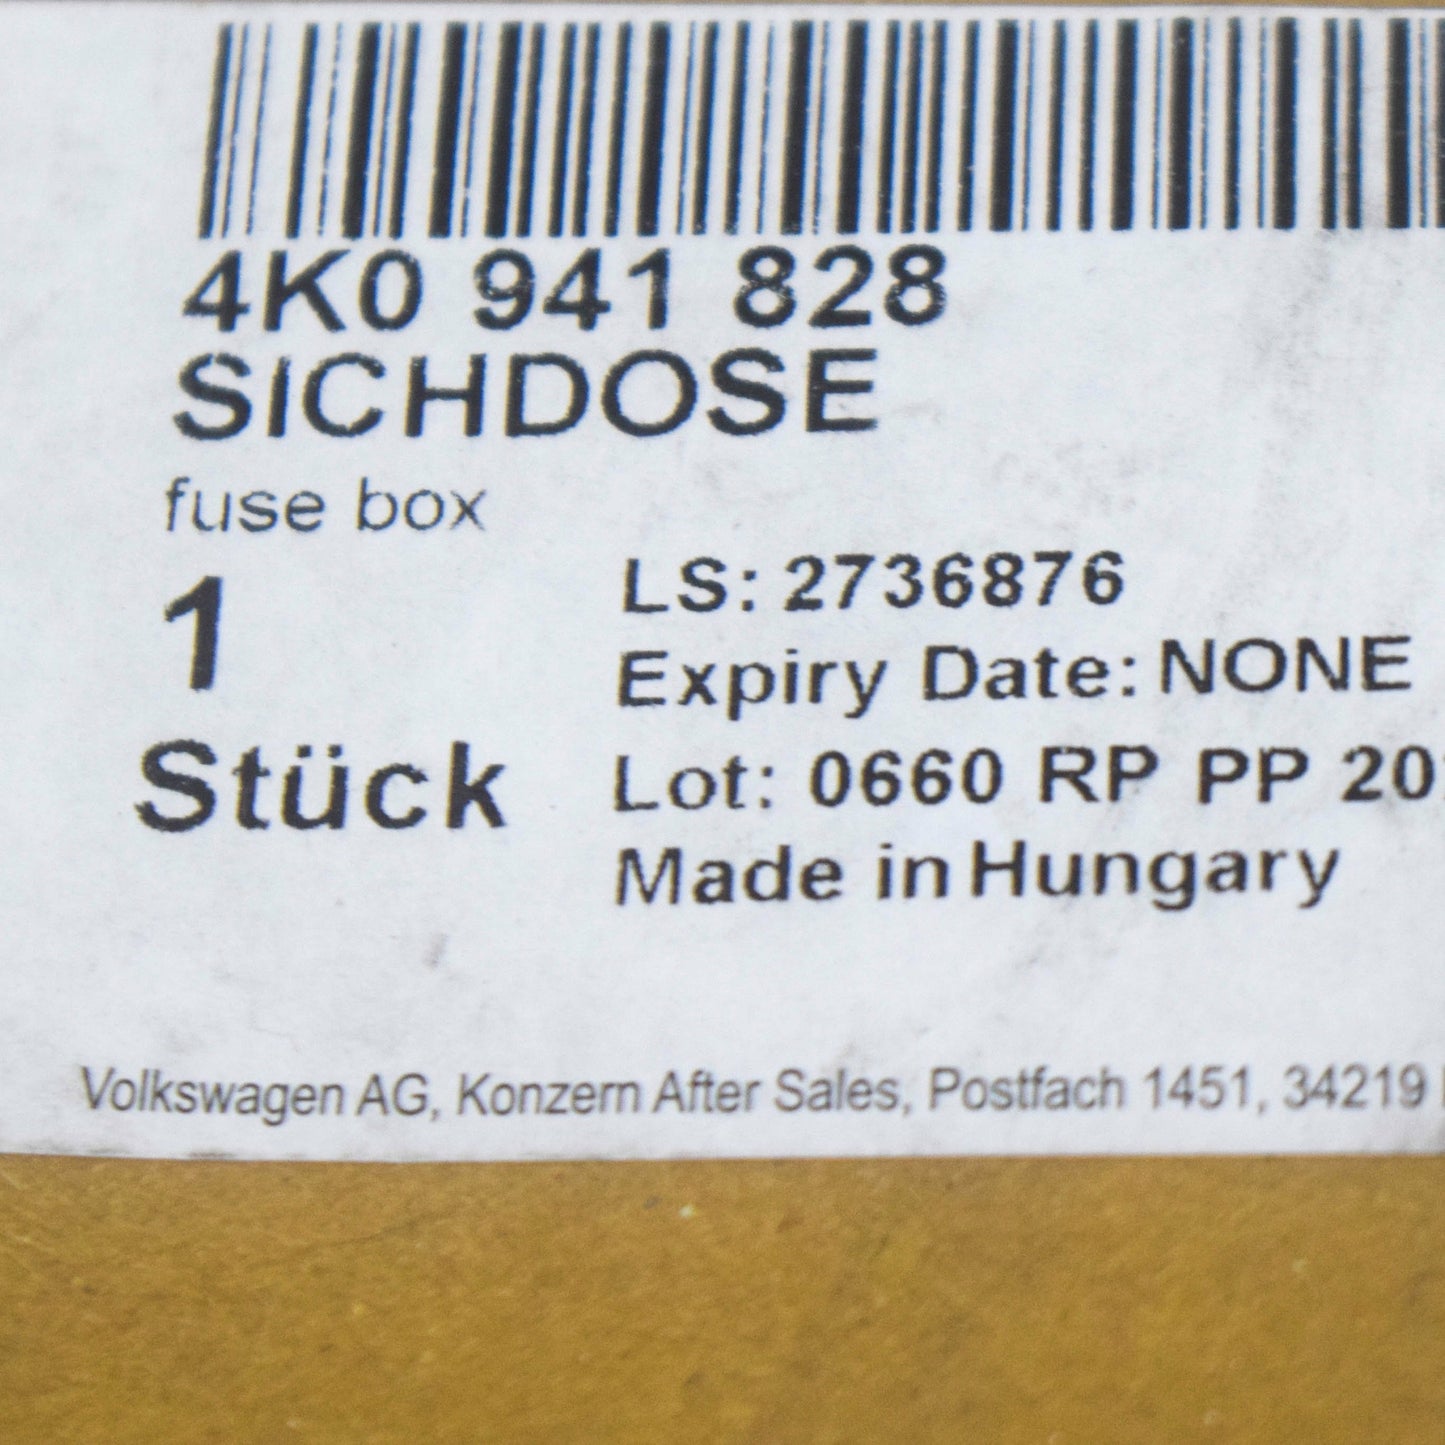 4K0 941 828
SICHDOSE
fuse box
1
Stück
LS: 2736876
Expiry Date: NONE
Lot: 0660 RP PP
Made in Hungary
Volkswagen AG, Konzern After Sales, Postfach 1451, 34219